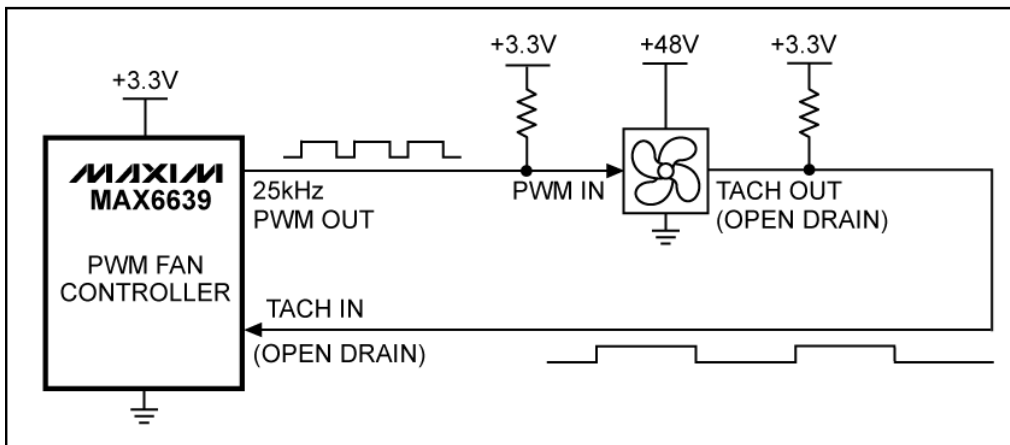 +3.3V
+48V
+3.3V
+3.3V
MAXIM
MAX6639
PWM FAN
CONTROLLER
25kHz
PWM OUT
PWM IN
TACH OUT
(OPEN DRAIN)
TACH IN
(OPEN DRAIN)